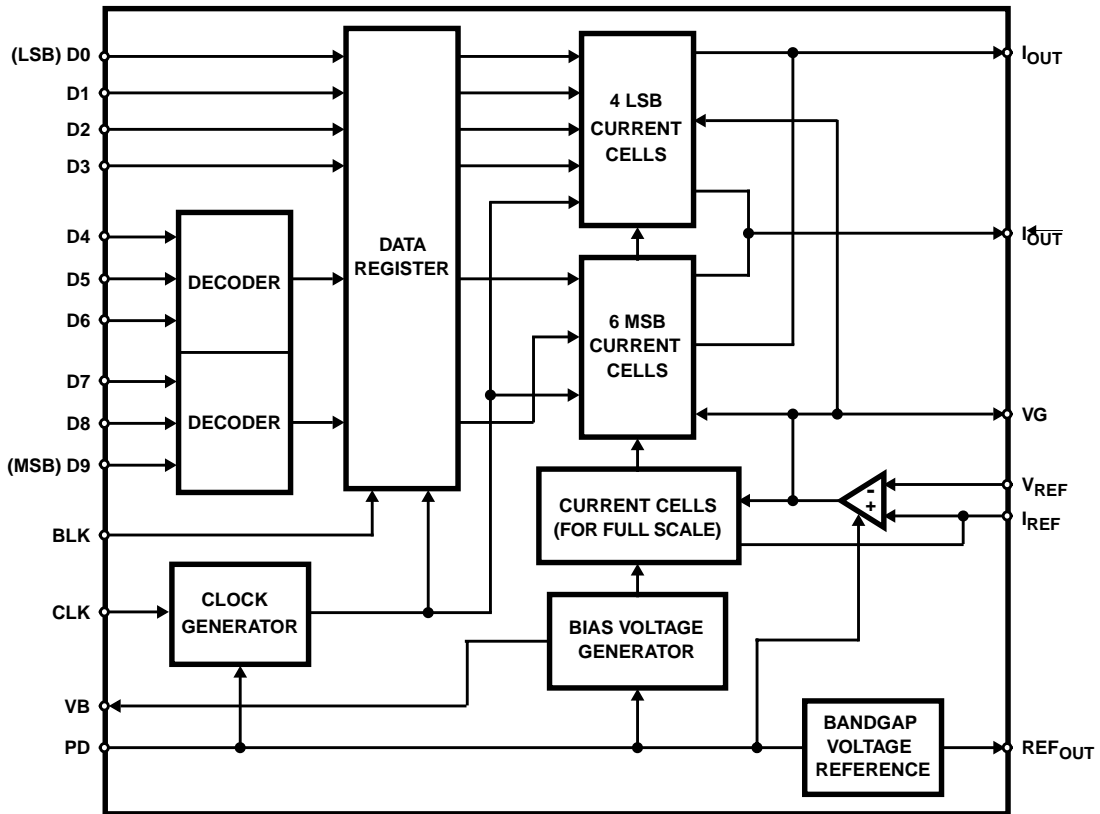 (LSB) D0
D1
D2
D3
D4
D5
D6
D7
D8
(MSB) D9
BLK
CLK
VB
PD
DECODER
DECODER
CLOCK
GENERATOR
DATA
REGISTER
4 LSB
CURRENT
CELLS
6 MSB
CURRENT
CELLS
CURRENT CELLS
(FOR FULL SCALE)
BIAS VOLTAGE
GENERATOR
-
+
BANDGAP
VOLTAGE
REFERENCE
IOUT
IOUT
VG
VREF
IREF
REFOUT